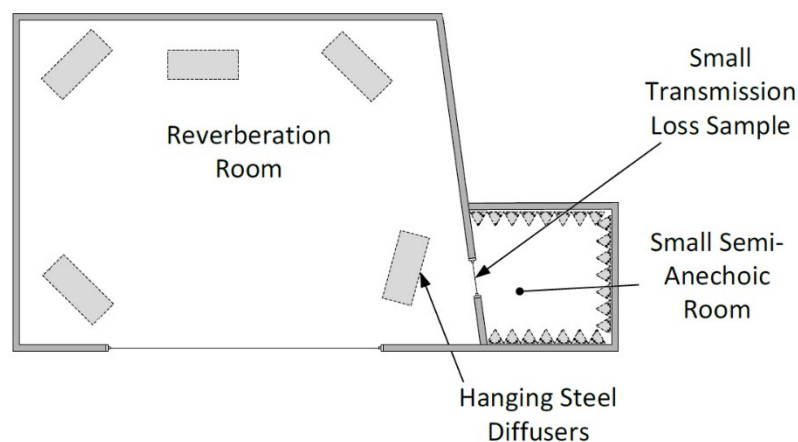 Small
Transmission
Loss Sample
Reverberation
Room
Small Semi-
Anechoic
Room
Hanging Steel
Diffusers